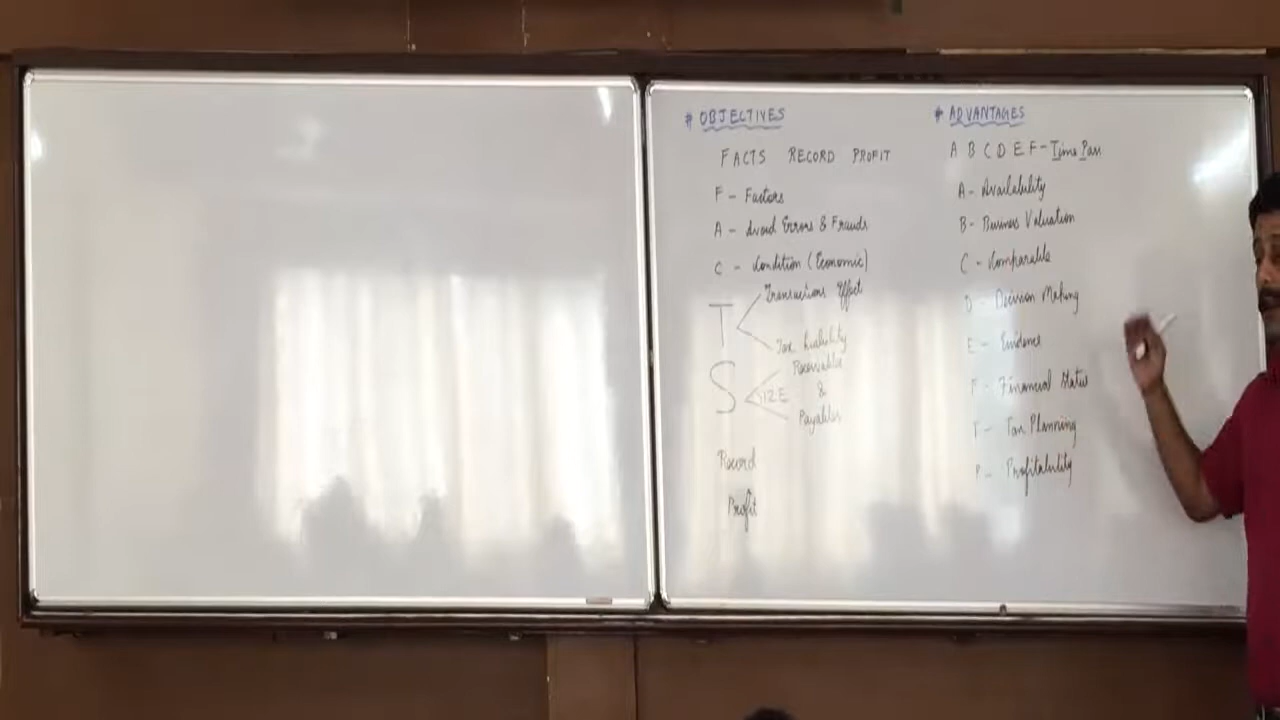 # OBJECTIVES
FACTS RECORD PROFIT
F - Factors
A - Avoid Errors & Frauds
C - Condition (Economic)
T
Transactions Effect
Tax Liability
S
SIZE
Receivables
&
Payables
Record
Profit
# ADVANTAGES
A B C D E F - Time Pass
A - Availability
B - Business Valuation
C - Comparable
D - Decision Making
E - Evidence
F - Financial Status
T - Tax Planning
P - Profitability